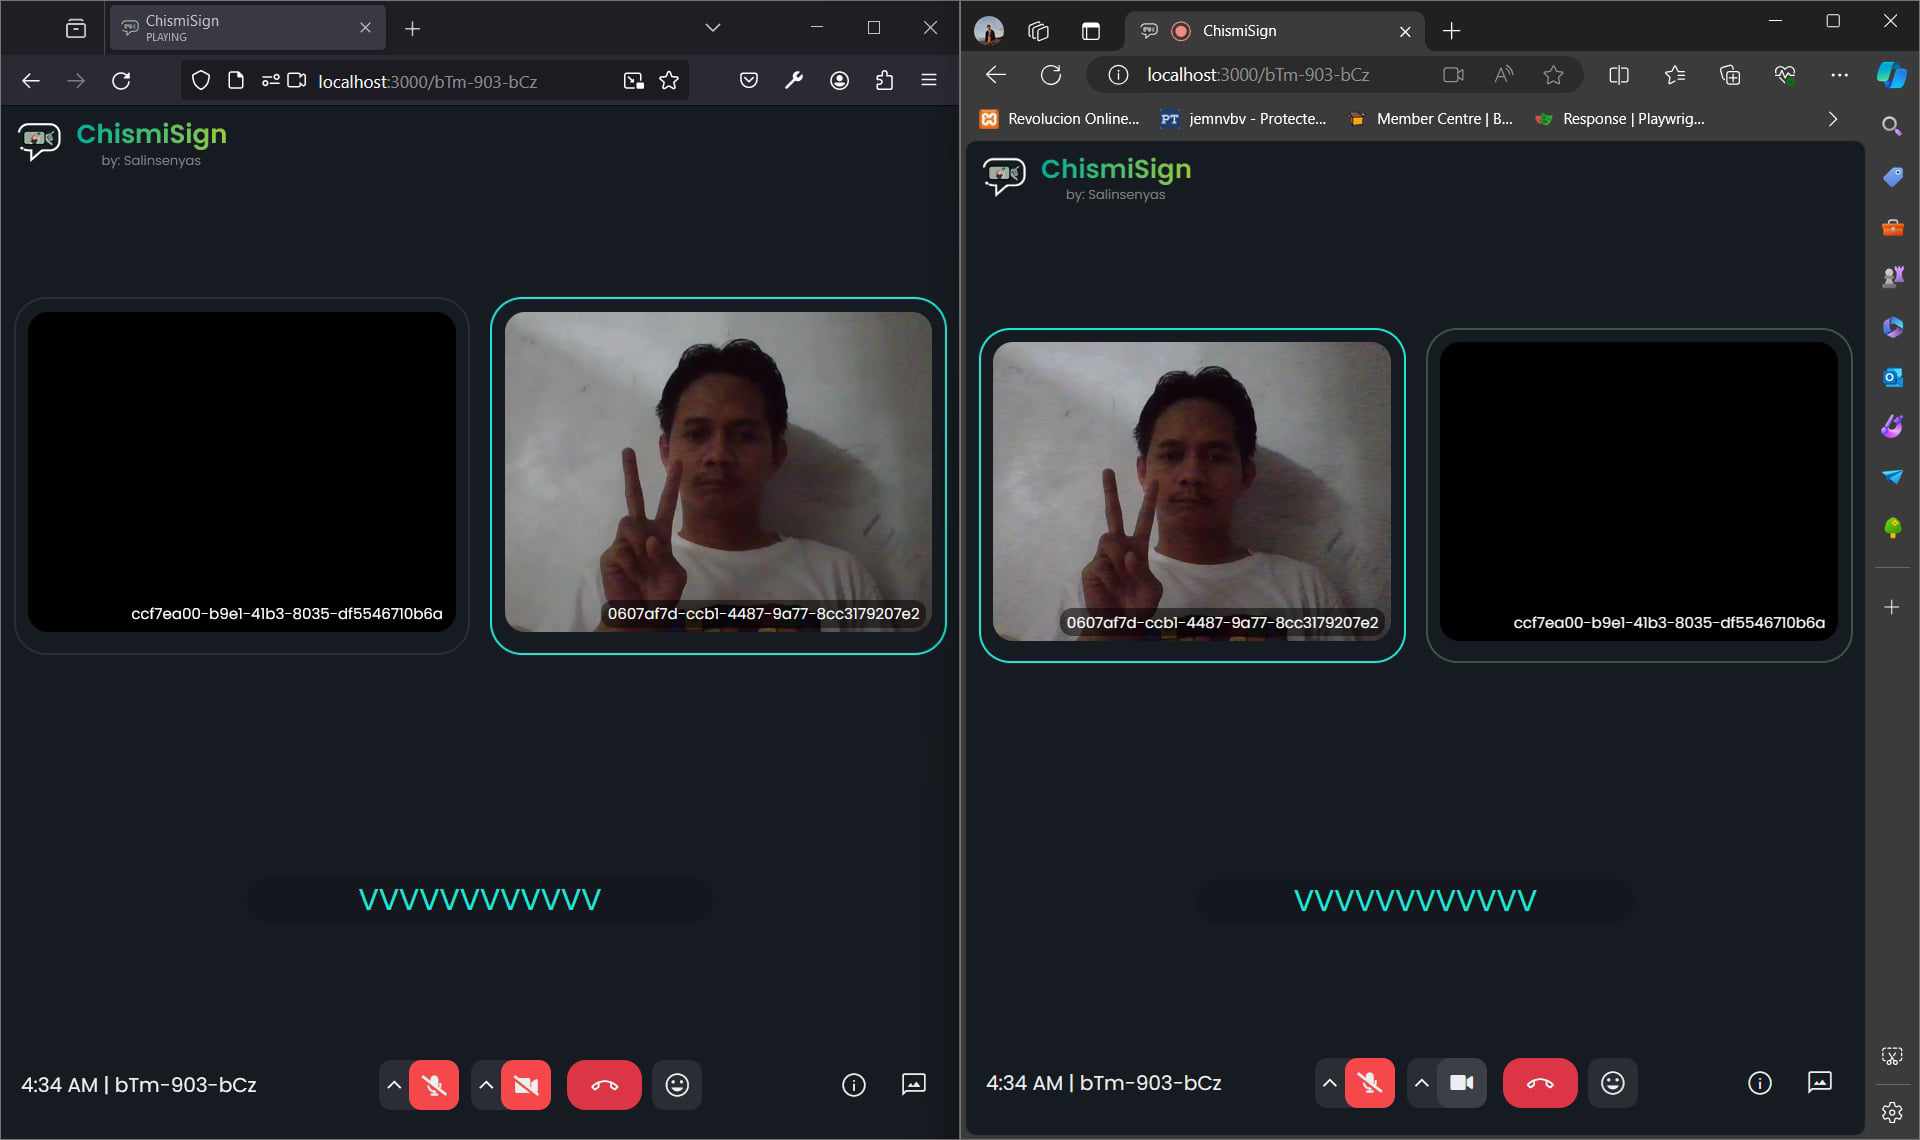 ChismiSign
PLAYING
localhost:3000/bTm-903-bCz
ChismiSign
by: Salinsenyas
ccf7ea00-b9e1-41b3-8035-df5546710b6a
0607af7d-ccb1-4487-9a77-8cc3179207e2
VVVVVVVVVVVV
4:34 AM | bTm-903-bCz
ChismiSign
localhost:3000/bTm-903-bCz
Revolucion Online...
PT
jemnvbv - Protecte...
Member Centre | B...
Response | Playwrig...
ChismiSign
by: Salinsenyas
0607af7d-ccb1-4487-9a77-8cc3179207e2
ccf7ea00-b9e1-41b3-8035-df5546710b6a
VVVVVVVVVVVV
4:34 AM | bTm-903-bCz